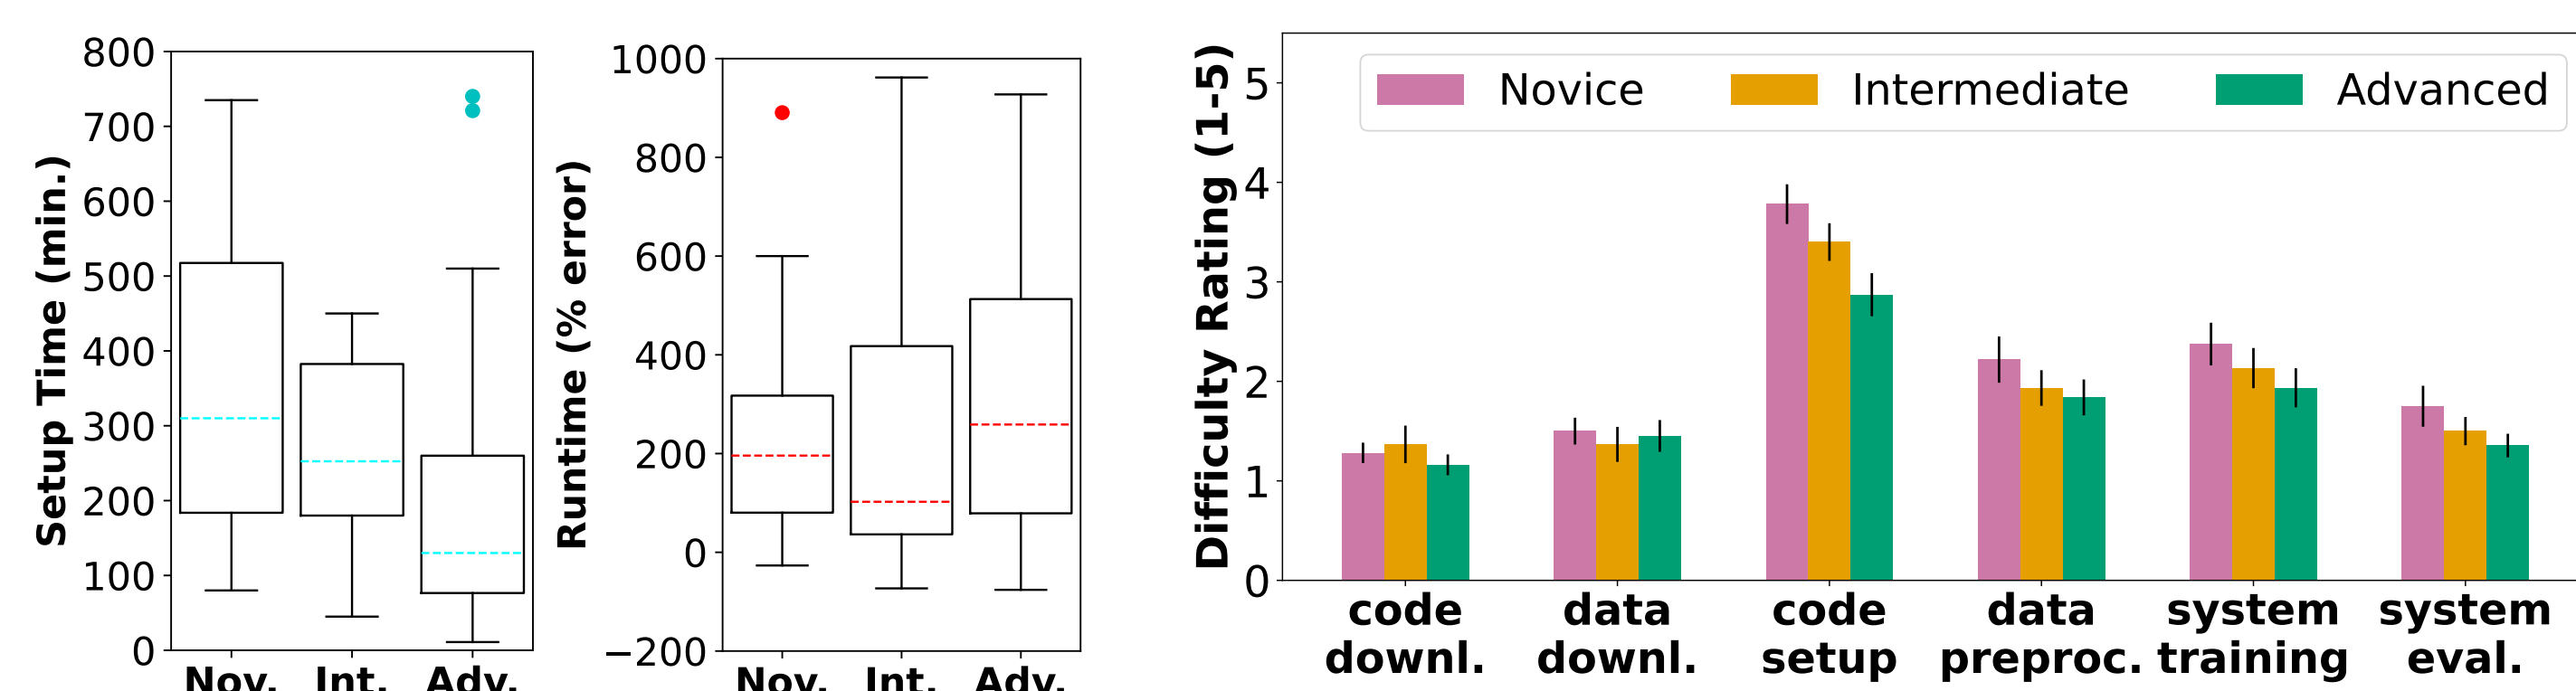 Setup Time (min.)
800
700
600
500
400
300
200
100
0
Nov. Int. Adv.
Runtime (% error)
1000
800
600
400
200
0
−200
Nov. Int. Adv.
Difficulty Rating (1-5)
5
4
3
2
1
0
Novice Intermediate Advanced
code data code data system system
downl. downl. setup preproc. training eval.